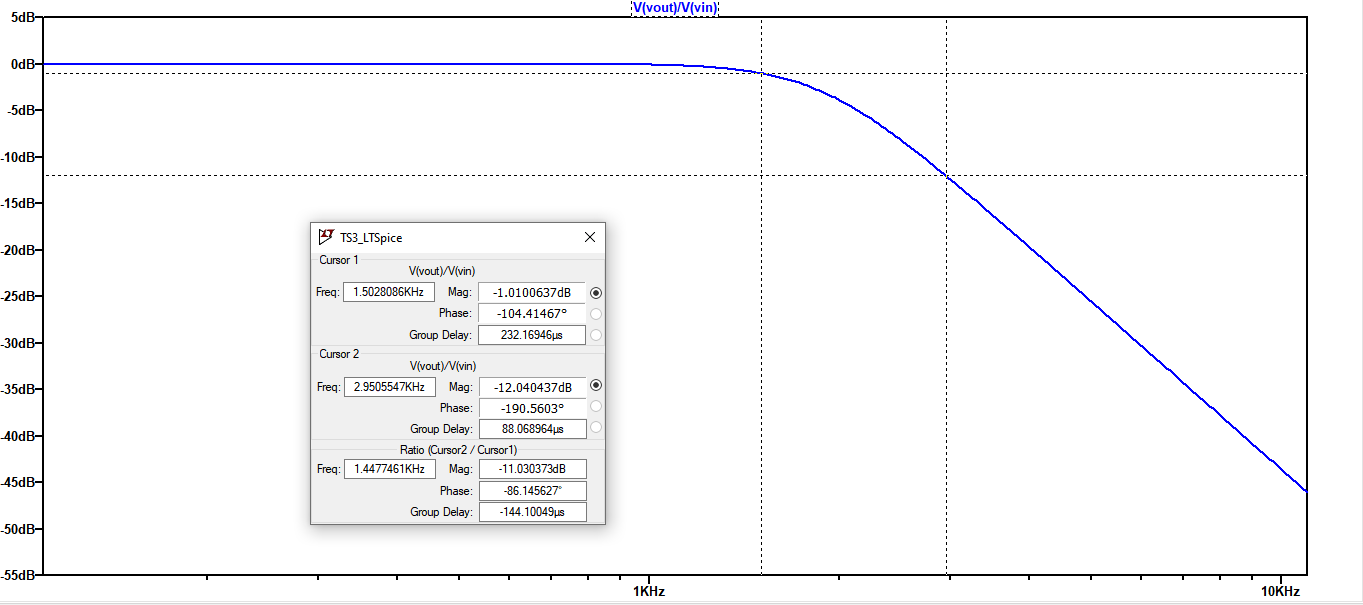 V(vout)/V(vin)
5dB
0dB
-5dB
-10dB
-15dB
-20dB
-25dB
-30dB
-35dB
-40dB
-45dB
-50dB
-55dB
LT TS3_LTSpice
Cursor 1
V(vout)/V(vin)
Freq: 1.5028086KHz Mag: -1.0100637dB
Phase: -104.41467°
Group Delay: 232.16946µs
Cursor 2
V(vout)/V(vin)
Freq: 2.9505547KHz Mag: -12.040437dB
Phase: -190.5603°
Group Delay: 88.068964µs
Ratio (Cursor2 / Cursor1)
Freq: 1.4477461KHz Mag: -11.030373dB
Phase: -86.145627°
Group Delay: -144.10049µs
1KHz 10KHz